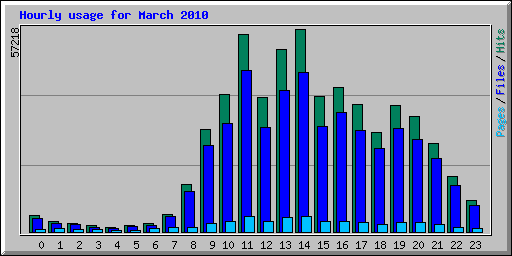 Hourly usage for March 2010
57218
Pages/Files/Hits
0 1 2 3 4 5 6 7 8 9 10 11 12 13 14 15 16 17 18 19 20 21 22 23